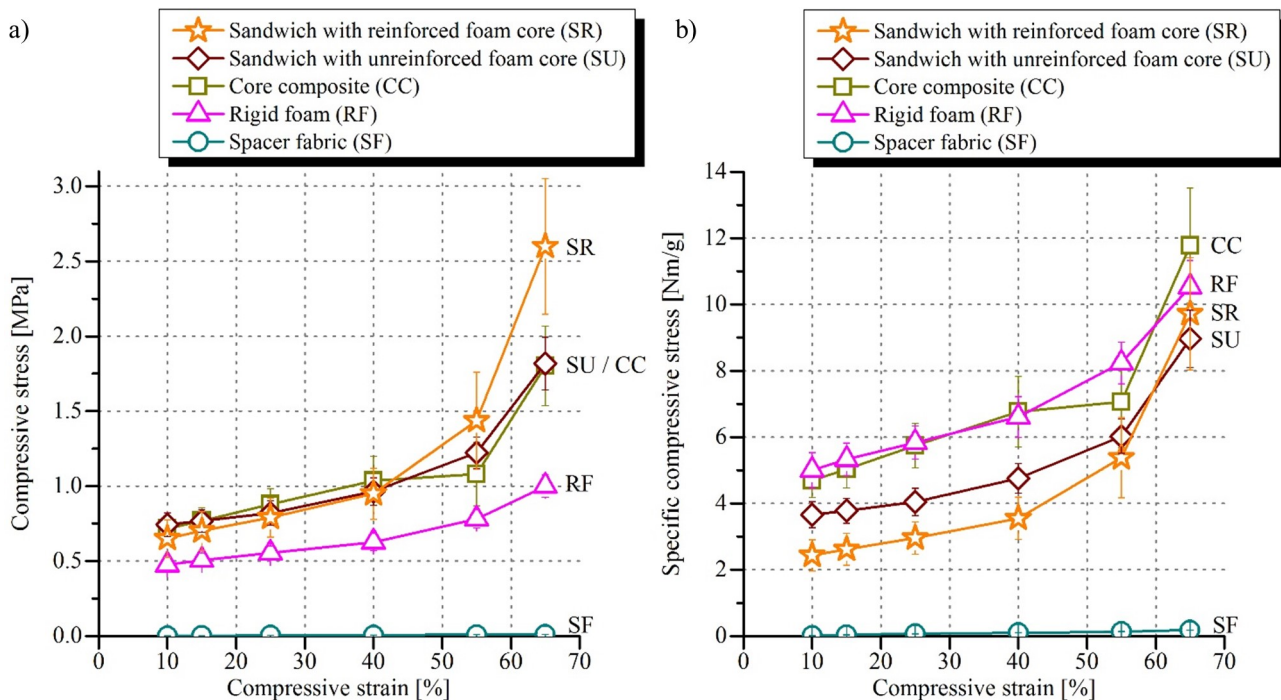 a)
Sandwich with reinforced foam core (SR)
Sandwich with unreinforced foam core (SU)
Core composite (CC)
Rigid foam (RF)
Spacer fabric (SF)
Compressive stress [MPa]
3.0
2.5
2.0
1.5
1.0
0.5
0.0
SR
SU / CC
RF
SF
0 10 20 30 40 50 60 70
Compressive strain [%]
b)
Sandwich with reinforced foam core (SR)
Sandwich with unreinforced foam core (SU)
Core composite (CC)
Rigid foam (RF)
Spacer fabric (SF)
Specific compressive stress [Nm/g]
14
12
10
8
6
4
2
0
CC
RF
SR
SU
SF
0 10 20 30 40 50 60 70
Compressive strain [%]